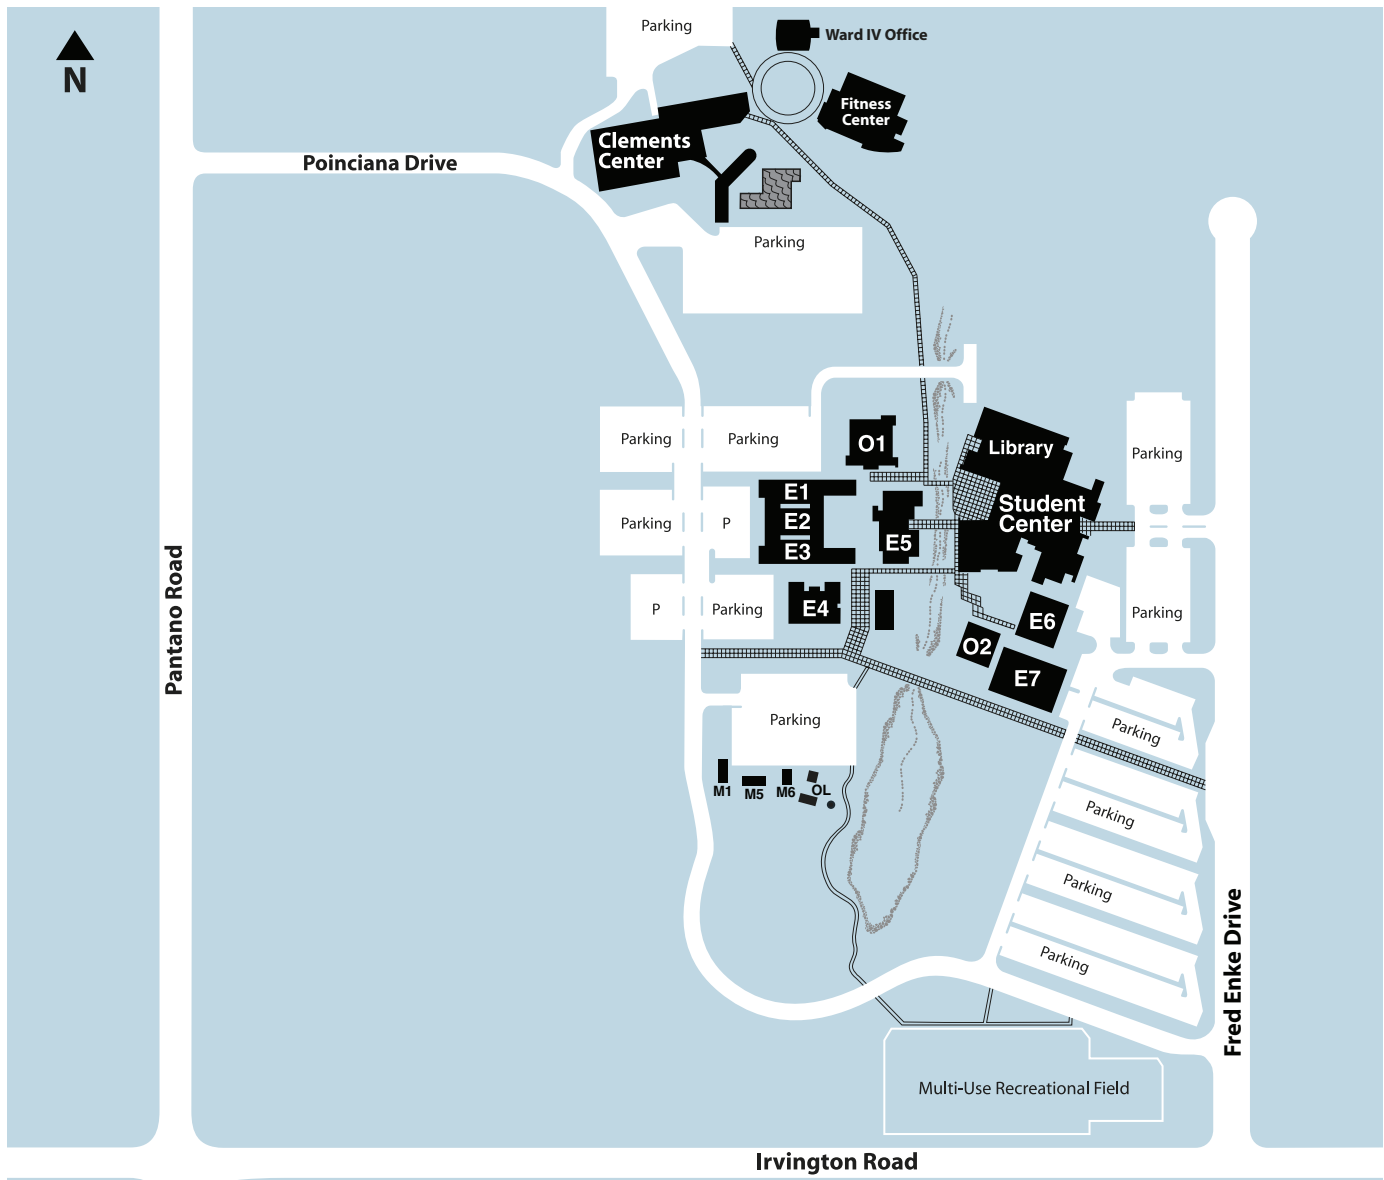 Parking
Ward IV Office
N
Fitness
Center
Clements
Center
Poinciana Drive
Parking
Parking
Parking
O1
Library
Parking
E1
Student
Center
Parking
P
E2
E5
E3
Parking
P
Parking
E4
E6
O2
E7
Pantano Road
Parking
Parking
M1
M5
M6
OL
Parking
Parking
Parking
Fred Enke Drive
Multi-Use Recreational Field
Irvington Road